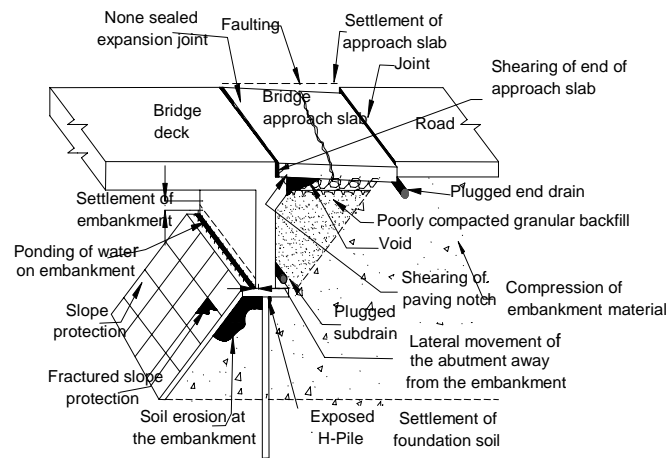 None sealed
expansion joint
Faulting
Settlement of
approach slab
Joint
Shearing of end of
approach slab
Bridge
deck
Bridge
approach slab
Road
Settlement of
embankment
Plugged end drain
Poorly compacted granular backfill
Void
Ponding of water
on embankment
Shearing of
paving notch
Compression of
embankment material
Slope
protection
Plugged
subdrain
Lateral movement of
the abutment away
from the embankment
Fractured slope
protection
Soil erosion at
the embankment
Exposed
H-Pile
Settlement of
foundation soil